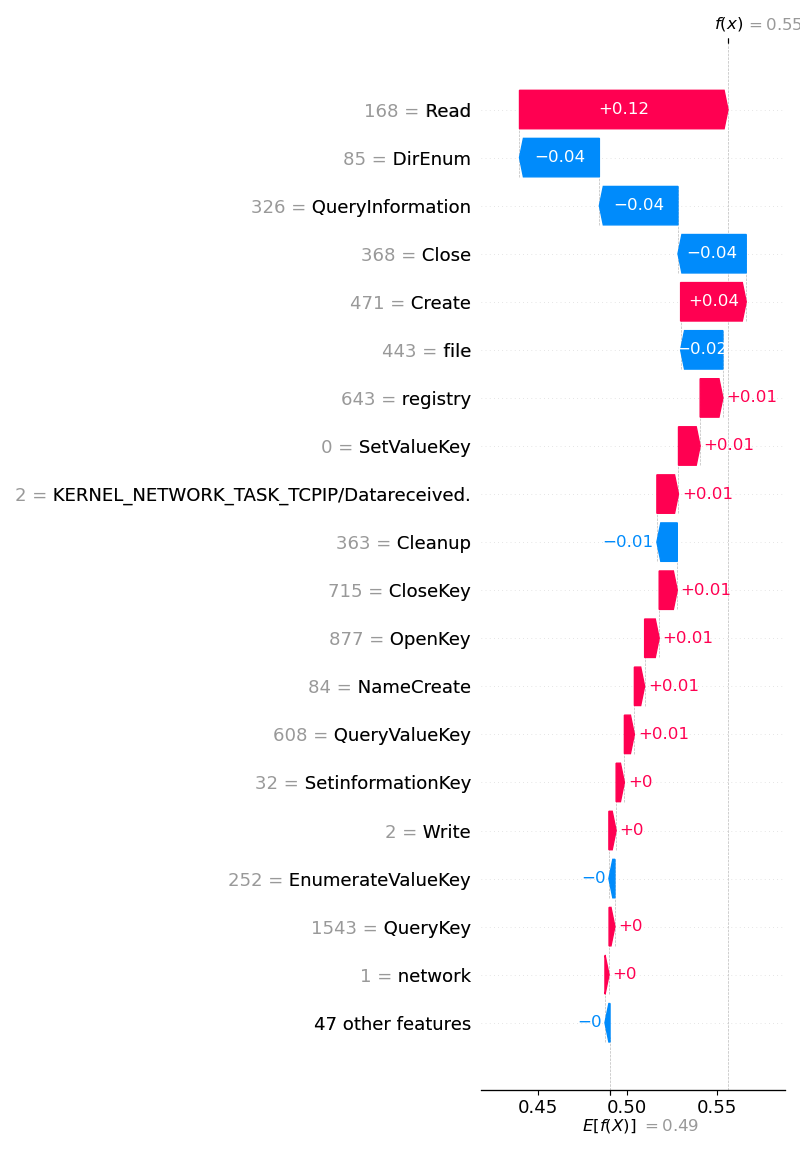 f(x) = 0.55
168 = Read +0.12
85 = DirEnum −0.04
326 = QueryInformation −0.04
368 = Close −0.04
471 = Create +0.04
443 = file −0.02
643 = registry +0.01
0 = SetValueKey +0.01
2 = KERNEL_NETWORK_TASK_TCPIP/Datareceived. +0.01
363 = Cleanup −0.01
715 = CloseKey +0.01
877 = OpenKey +0.01
84 = NameCreate +0.01
608 = QueryValueKey +0.01
32 = SetinformationKey +0
2 = Write +0
252 = EnumerateValueKey −0
1543 = QueryKey +0
1 = network +0
47 other features −0
0.45 0.50 0.55
E[f(X)] = 0.49